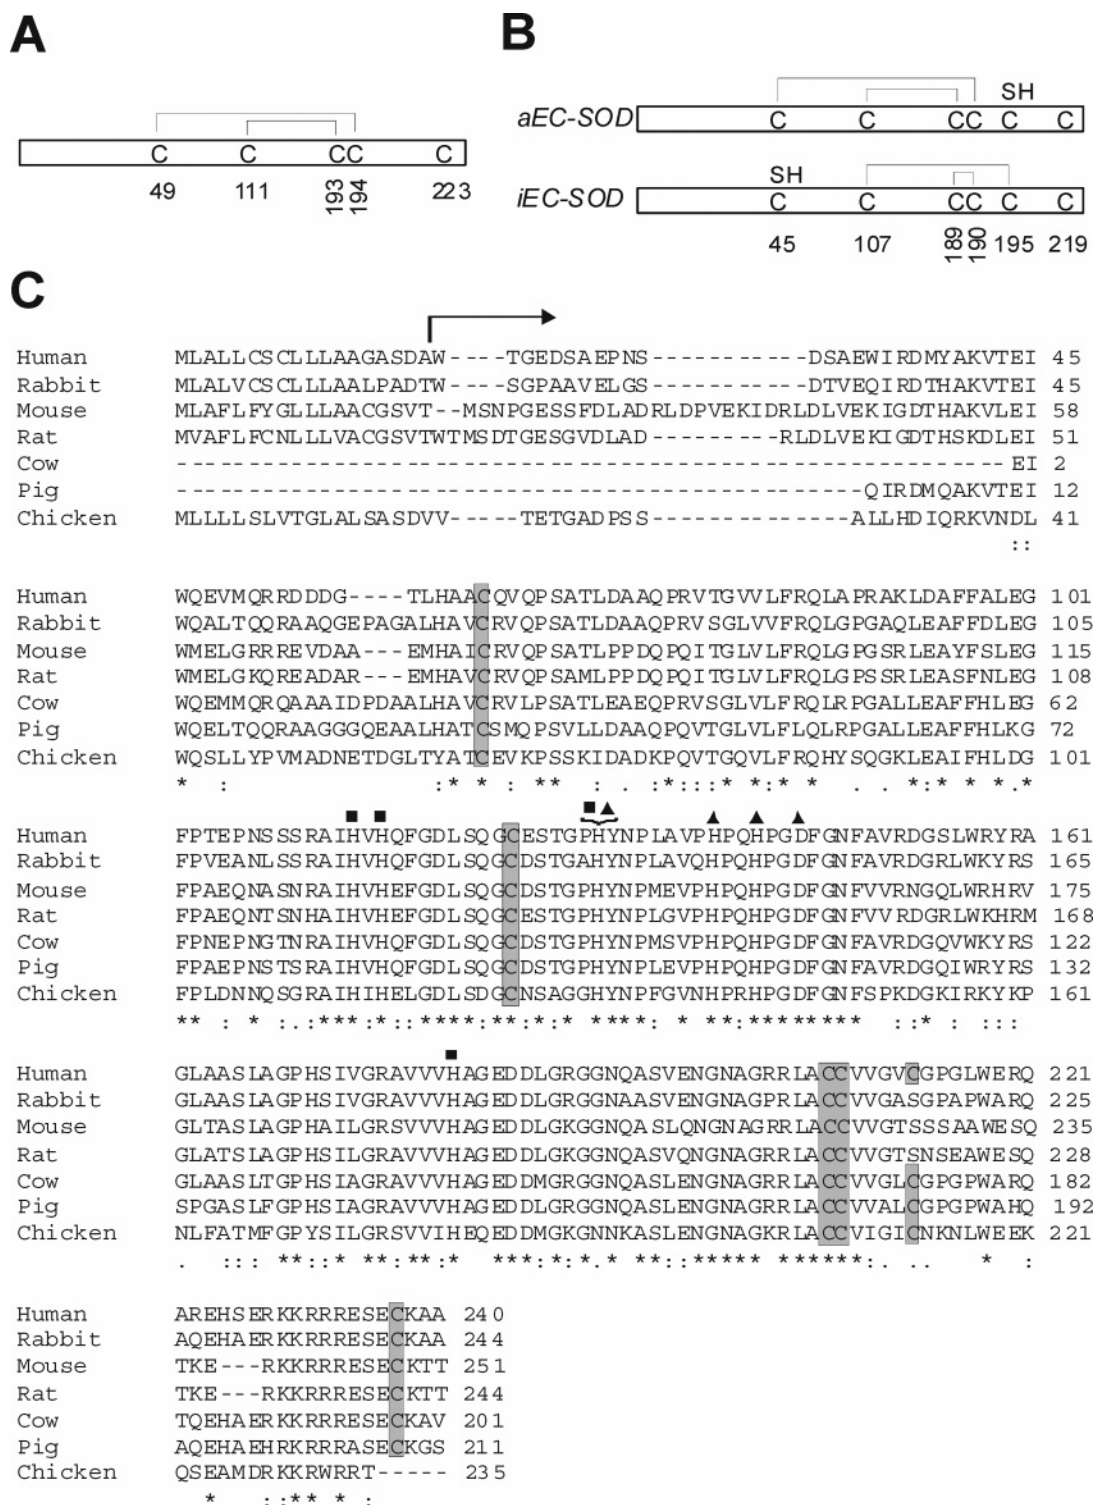 A
B
C C CC C
49 111 193 194 223
SH
aEC-SOD C C CC C C
SH
iEC-SOD C C CC C C
45 107 189 190 195 219
C
Human MLALLCSCLLLAAGASDAW----TGEDSAEPNS-----------DSAEWIRDMYAKVTEI 45
Rabbit MLALVCSCLLLAALPADTW----SGPAAVELGS-----------DTVEQIRDTHAKVTEI 45
Mouse MLAFLFYGLLLAACGSVT--MSNPGESSFDLADRLDPVEKIDRLDLVEKIGDTHAKVLEI 58
Rat MVAFLFCNLLLVACGSVTWTMSDTGESGVDLAD---------RLDLVEKIGDTHSKDLEI 51
Cow ----------------------------------------------------------EI 2
Pig ------------------------------------------------QIRDMQAKVTEI 12
Chicken MLLLLSLVTGLALSASDVV-----TETGADPSS--------------ALLHDIQRKVNDL 41
::
Human WQEVMQRRDDDG----TLHAACQVQPSATLDAAQPRVTGVVLFRQLAPRAKLDAFFALEG 101
Rabbit WQALTQQRAAQGEPAGALHAVCRVQPSATLDAAQPRVSGLVVFRQLGPGAQLEAFFDLEG 105
Mouse WMELGRRREVDAA---EMHAICRVQPSATLPPDQPQITGLVLFRQLGPGSRLEAYFSLEG 115
Rat WMELGKQREADAR---EMHAVCRVQPSAMLPPDQPQITGLVLFRQLGPSSRLEASFNLEG 108
Cow WQEMMQRQAAAIDPDAALHAVCRVLPSATLEAEQPRVSGLVLFRQLRPGALLEAFFHLEG 62
Pig WQELTQQRAAGGGQEAALHATCSMQPSVLLDAAQPQVTGLVLFLQLRPGALLEAFFHLKG 72
Chicken WQSLLYPVMADNETDGLTYATCEVKPSSKIDADKPQVTGQVLFRQHYSQGKLEAIFHLDG 101
* : :* * : ** : . *:::* * * * .*:* * *.*
Human FPTEPNSSSRAIHVHQFGDLSQGCESTGPHYNPLAVPHPQHPGDFGNFAVRDGSLWRYRA 161
Rabbit FPVEANLSSRAIHVHQFGDLSQGCDSTGAHYNPLAVQHPQHPGDFGNFAVRDGRLWKYRS 165
Mouse FPAEQNASNRAIHVHEFGDLSQGCDSTGPHYNPMEVPHPQHPGDFGNFVVRNGQLWRHRV 175
Rat FPAEQNTSNHAIHVHEFGDLSQGCESTGPHYNPLGVPHPQHPGDFGNFVVRDGRLWKHRM 168
Cow FPNEPNGTNRAIHVHQFGDLSQGCDSTGPHYNPMSVPHPQHPGDFGNFAVRDGQVWKYRS 122
Pig FPAEPNSTSRAIHVHQFGDLSQGCDSTGPHYNPLEVPHPQHPGDFGNFAVRDGQIWRYRS 132
Chicken FPLDNNQSGRAIHIHELGDLSDGCNSAGGHYNPFGVNHPRHPGDFGNFSPKDGKIRKYKP 161
** : * :.:***:*::****:**:*:* ****: * **:******** ::* : :::
Human GLAASLAGPHSIVGRAVVVHAGEDDLGRGGNQASVENGNAGRRLACCVVGVCGPGLWERQ 221
Rabbit GLAASLAGPHSIVGRAVVVHAGEDDLGRGGNAASVENGNAGPRLACCVVGASGPAPWARQ 225
Mouse GLTASLAGPHAILGRSVVVHAGEDDLGKGGNQASLQNGNAGRRLACCVVGTSSSAAWESQ 235
Rat GLATSLAGPHSILGRAVVVHAGEDDLGKGGNQASVQNGNAGRRLACCVVGTSNSEAWESQ 228
Cow GLAASLTGPHSIVGRAVVVHAGEDDMGRGGNQASLENGNAGRRLACCVVGLCGPGPWARQ 182
Pig SPGASLFGPHSIVGRAVVVHAGEDDMGRGGNQASLENGNAGRRLACCVVALCGPGPWAHQ 192
Chicken NLFATMFGPYSILGRSVVIHEQEDDMGKGNNKASLENGNAGKRLACCVIGICNKNLWEEK 221
. ::: **::*:**:**:* ***:*:*.* **::***** ******:. .. * :
Human AREHSERKKRRRESECKAA 240
Rabbit AQEHAERKKRRRESECKAA 244
Mouse TKE---RKKRRRESECKTT 251
Rat TKE---RKKRRRESECKTT 244
Cow TQEHAERKKRRRESECKAV 201
Pig AQEHAEHRKRRRASECKGS 211
Chicken QSEAMDRKKRWRRT----- 235
* ::** * :